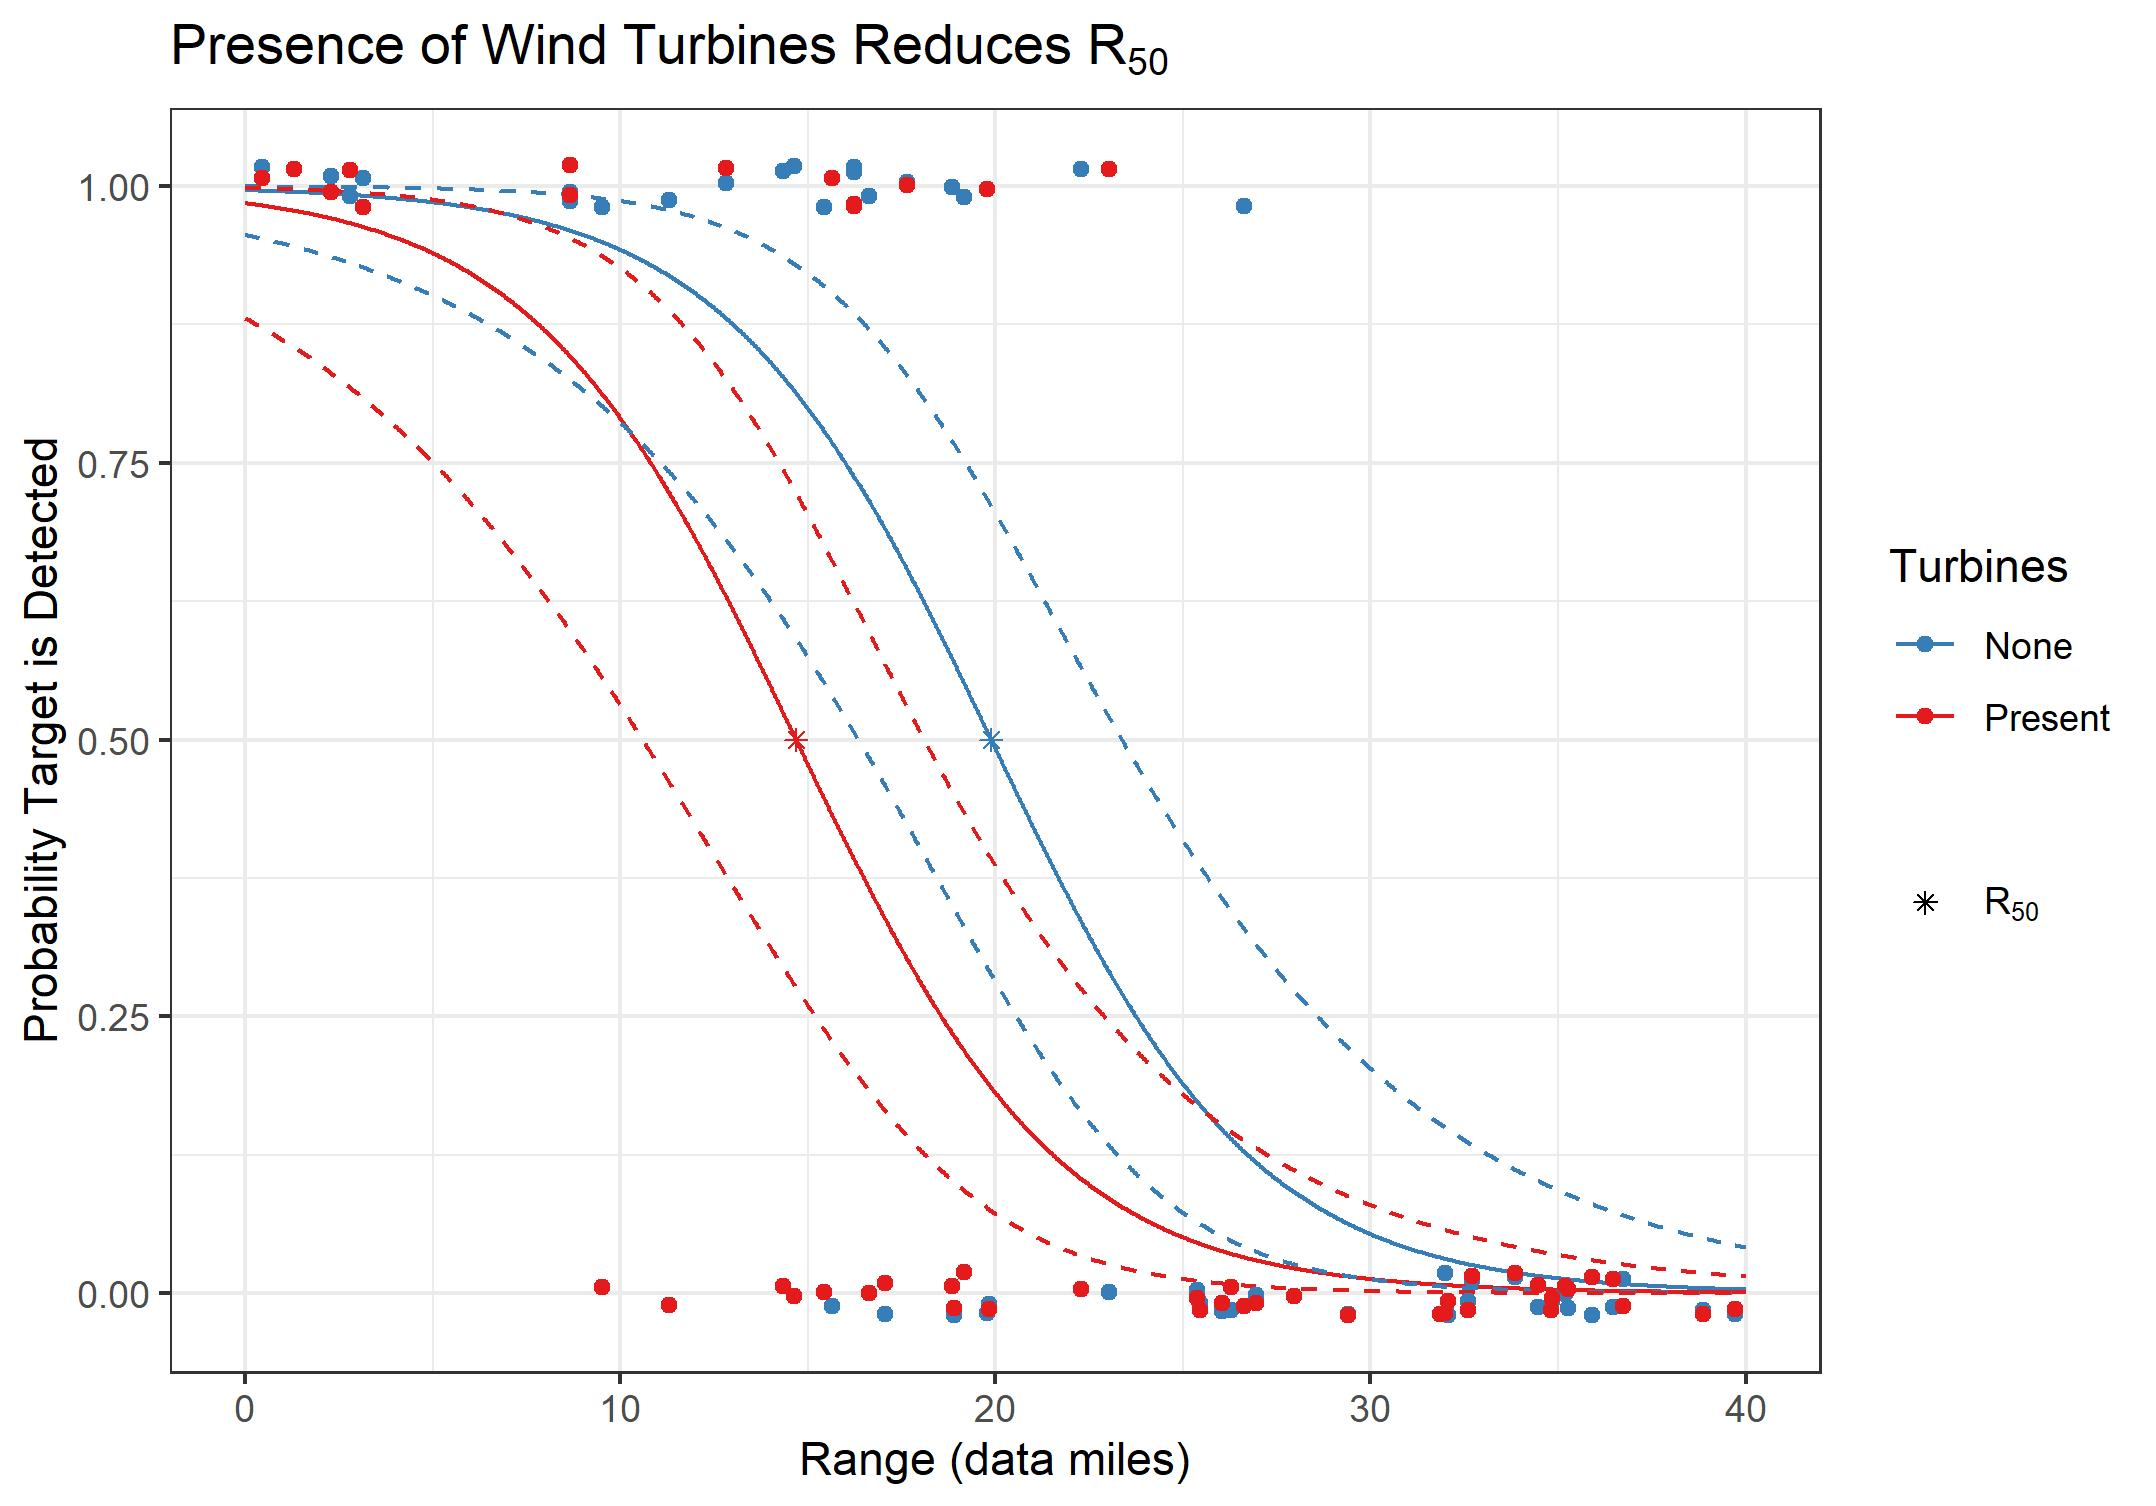 Presence of Wind Turbines Reduces R50
Probability Target is Detected
1.00
0.75
0.50
0.25
0.00
0 10 20 30 40
Range (data miles)
Turbines
None
Present
R50